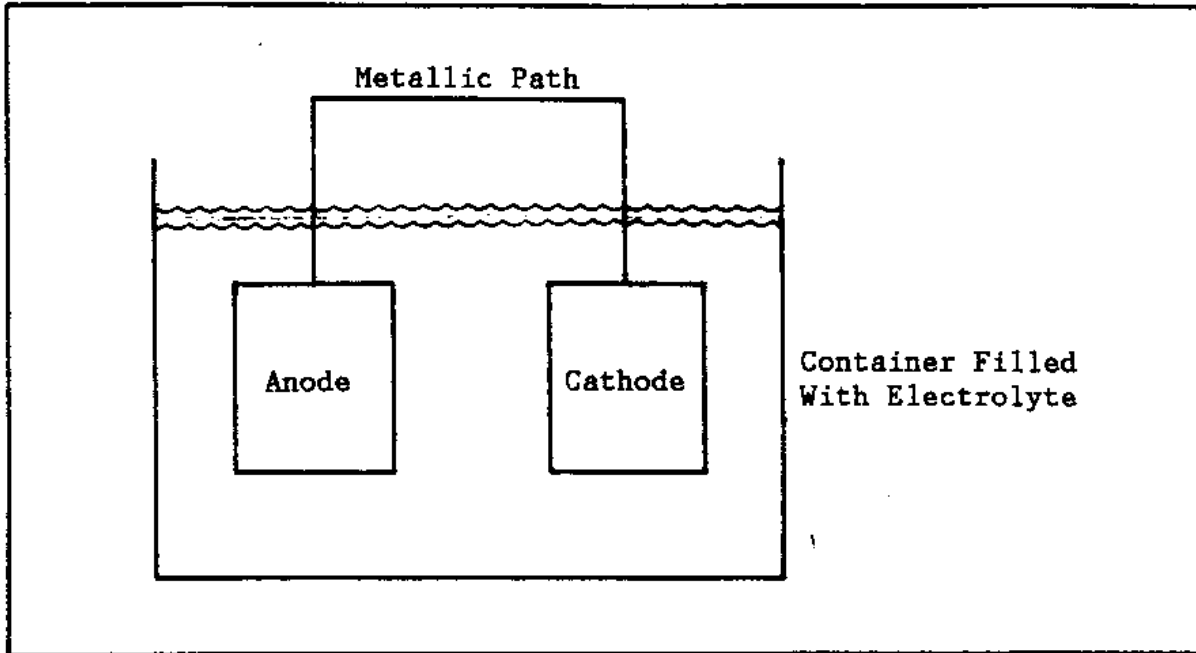 Metallic Path
Anode
Cathode
Container Filled
With Electrolyte